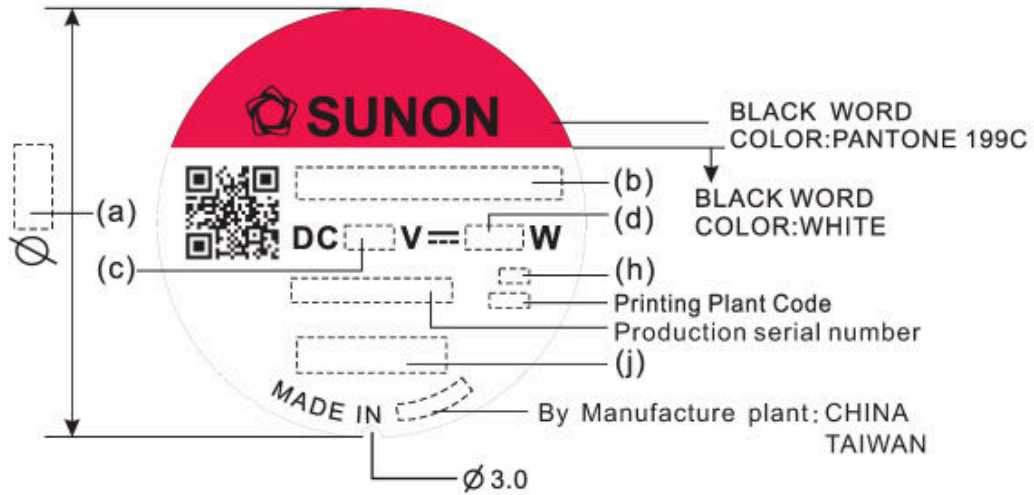 SUNON
BLACK WORD
COLOR:PANTONE 199C
(a)
(b)
BLACK WORD
COLOR:WHITE
(d)
DC V W
(c)
(h)
Printing Plant Code
Production serial number
(j)
MADE IN
By Manufacture plant: CHINA
TAIWAN
Ø
Ø 3.0